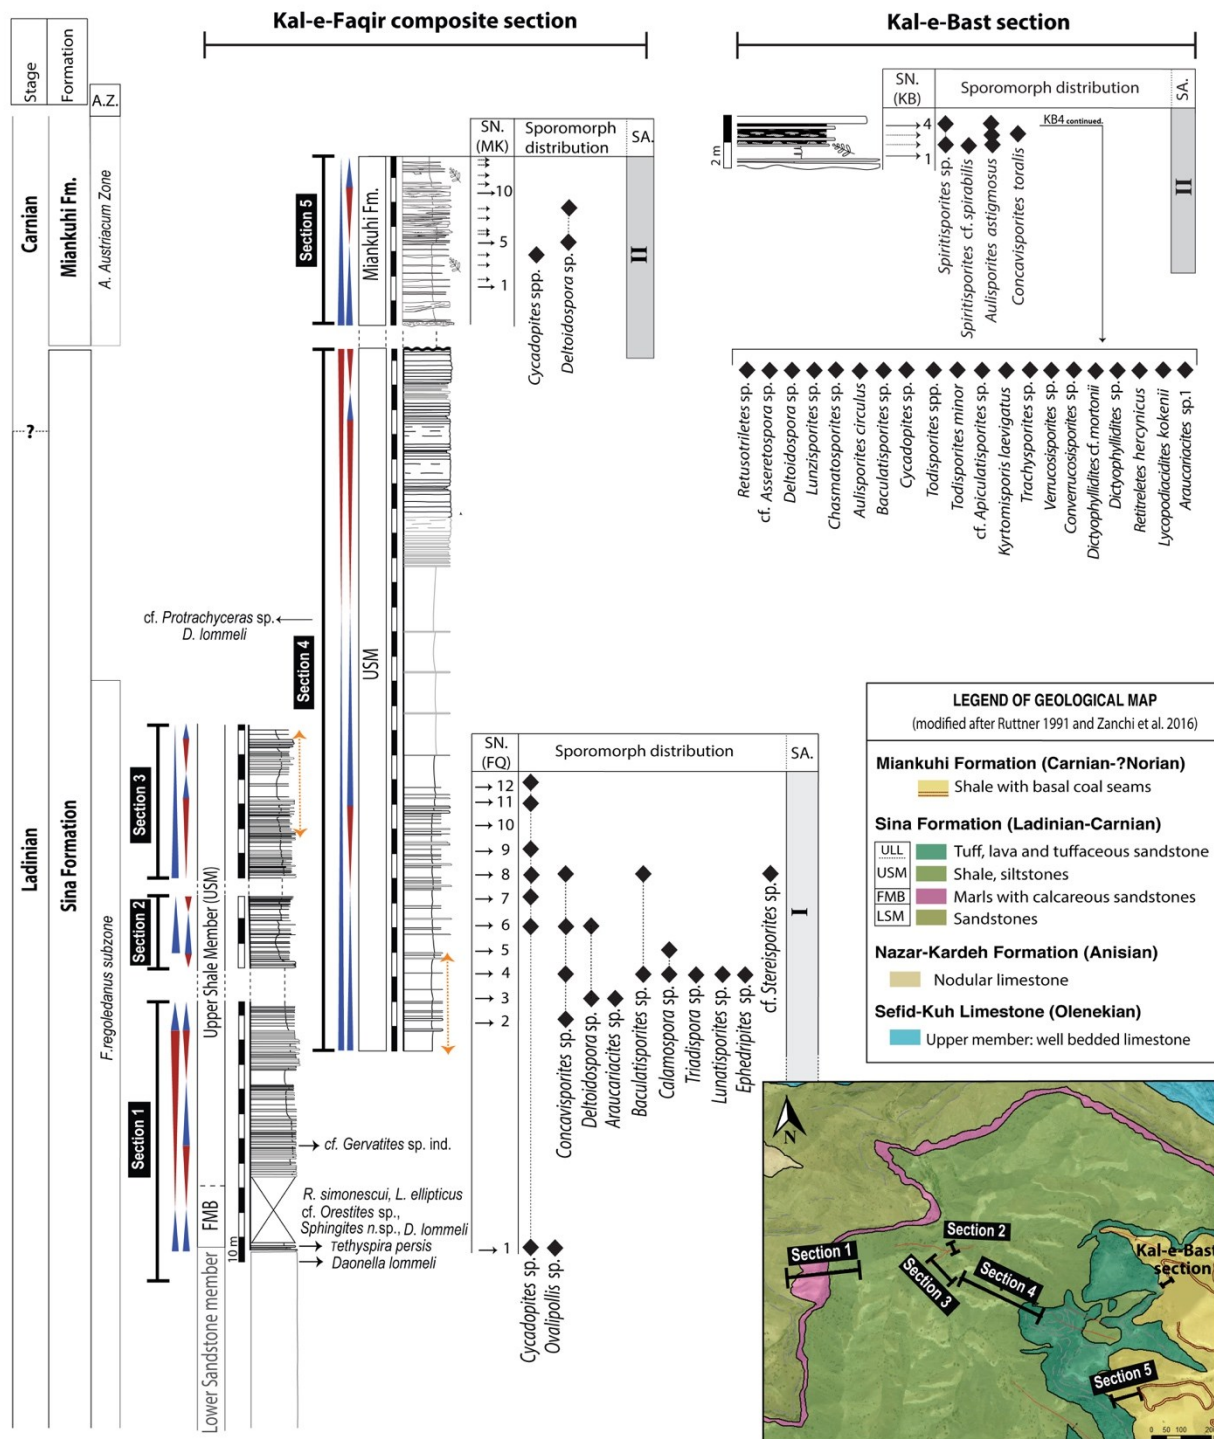 Kal-e-Faqir composite section
Kal-e-Bast section
Stage
Formation
A.Z.
Carnian
Miankuhi Fm.
A. Austriacum Zone
?
Ladinian
Sina Formation
F.regoledanus subzone
Section 5
Miankuhi Fm.
SN.
(MK)
Sporomorph
distribution
SA.
10
5
1
Cycadopites spp.
Deltoidospora sp.
II
SN.
(KB)
Sporomorph distribution
SA.
2 m
4
1
KB4 continued.
Spiritisporites sp.
Spiritisporites cf. spirabilis
Aulisporites astigmosus
Concavisporites toralis
II
Retusotriletes sp.
cf. Asseretospora sp.
Deltoidospora sp.
Lunzisporites sp.
Chasmatosporites sp.
Aulisporites circulus
Baculatisporites sp.
Cycadopites sp.
Todisporites spp.
Todisporites minor
cf. Apiculatisporites sp.
Kyrtomisporis laevigatus
Trachysporites sp.
Verrucosisporites sp.
Converrucosisporites sp.
Dictyophyllidites cf. mortonii
Dictyophyllidites sp.
Retitreletes hercynicus
Lycopodiacidites kokenii
Araucariacites sp.1
cf. Protrachyceras sp.
D. lommeli
Section 4
USM
Section 3
Section 2
Section 1
Upper Shale Member (USM)
FMB
Lower Sandstone member
10 m
cf. Gervatites sp. ind.
R. simonescui, L. ellipticus
cf. Orestites sp.,
Sphingites n.sp., D. lommeli
Tethyspira persis
Daonella lommeli
SN.
(FQ)
Sporomorph distribution
SA.
12
11
10
9
8
7
6
5
4
3
2
1
Cycadopites sp.
Ovalipollis sp.
Concavisporites sp.
Deltoidospora sp.
Araucariacites sp.
Baculatisporites sp.
Calamospora sp.
Triadispora sp.
Lunatisporites sp.
Ephedripites sp.
cf. Stereisporites sp.
I
LEGEND OF GEOLOGICAL MAP
(modified after Ruttner 1991 and Zanchi et al. 2016)
Miankuhi Formation (Carnian-?Norian)
Shale with basal coal seams
Sina Formation (Ladinian-Carnian)
ULL
Tuff, lava and tuffaceous sandstone
USM
Shale, siltstones
FMB
Marls with calcareous sandstones
LSM
Sandstones
Nazar-Kardeh Formation (Anisian)
Nodular limestone
Sefid-Kuh Limestone (Olenekian)
Upper member: well bedded limestone
N
Section 1
Section 2
Section 3
Section 4
Kal-e-Bast
section
Section 5
0 50 100